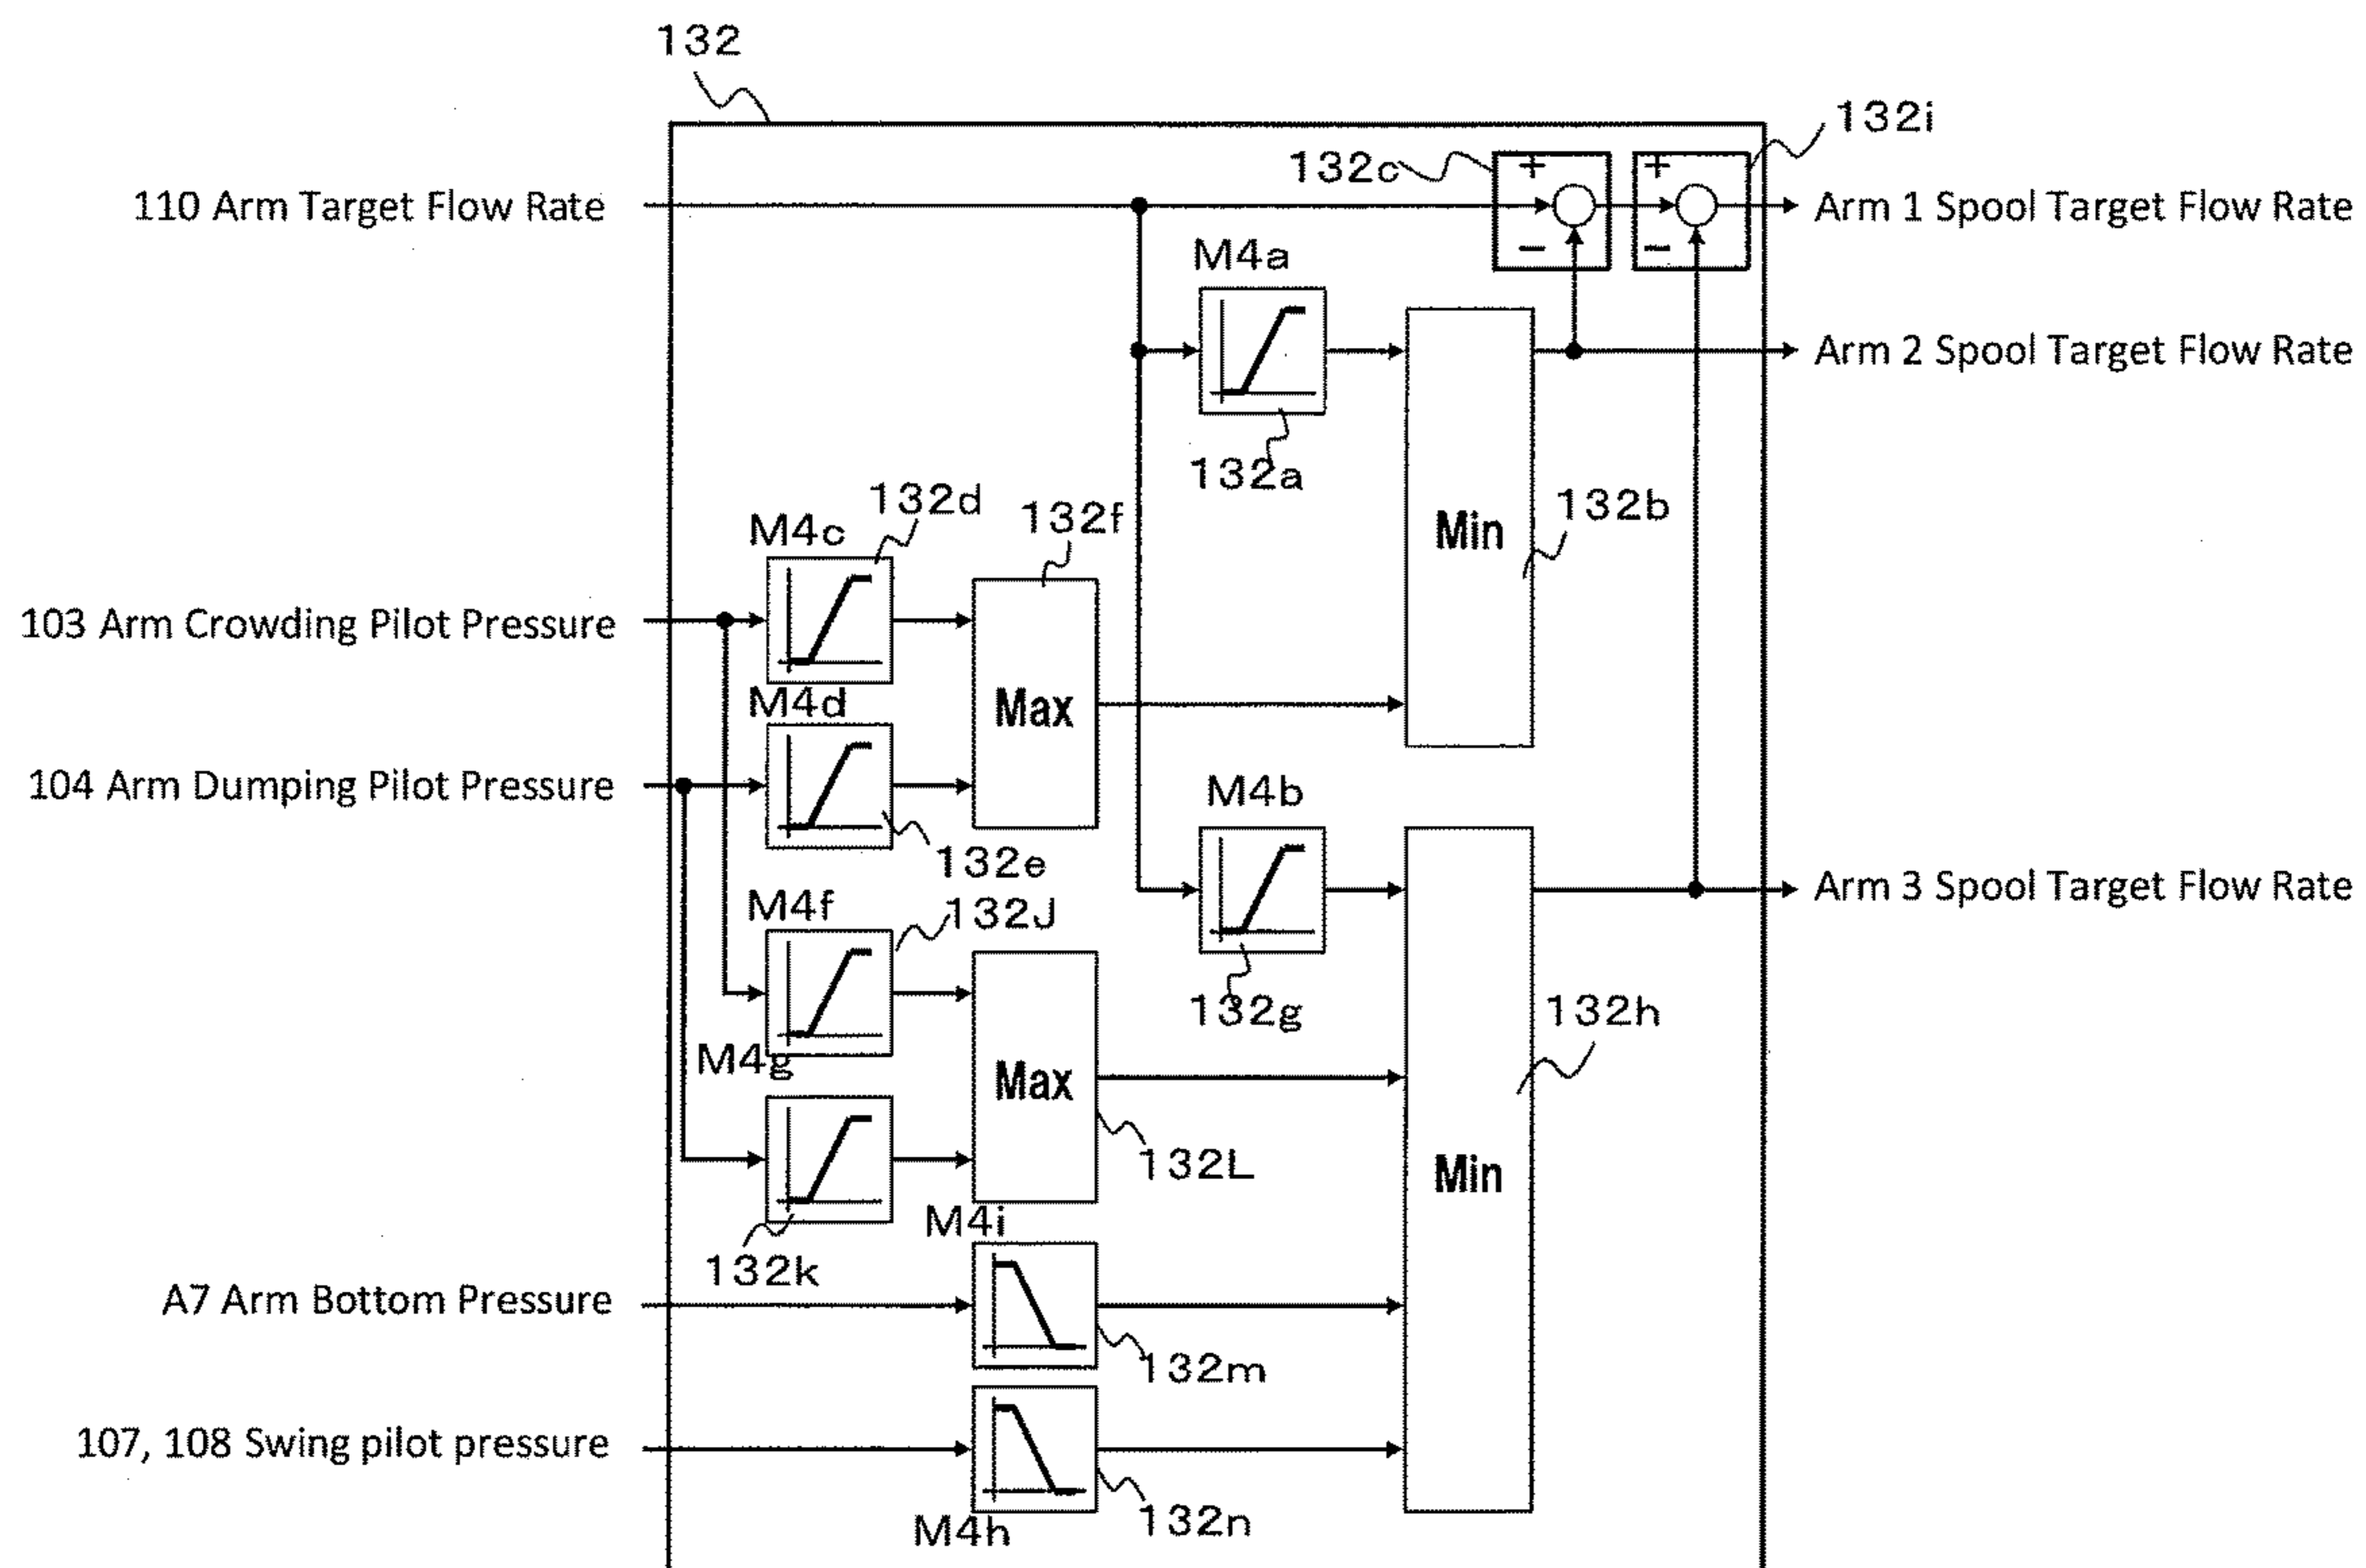 132
132i
132c
+
+
110 Arm Target Flow Rate
Arm 1 Spool Target Flow Rate
−
−
M4a
Arm 2 Spool Target Flow Rate
132a
132d
132f
132b
M4c
Min
103 Arm Crowding Pilot Pressure
M4d
Max
104 Arm Dumping Pilot Pressure
M4b
132e
Arm 3 Spool Target Flow Rate
M4f
132J
132g
132h
M4g
Max
132L
Min
M4i
132k
A7 Arm Bottom Pressure
132m
107, 108 Swing pilot pressure
M4h
132n